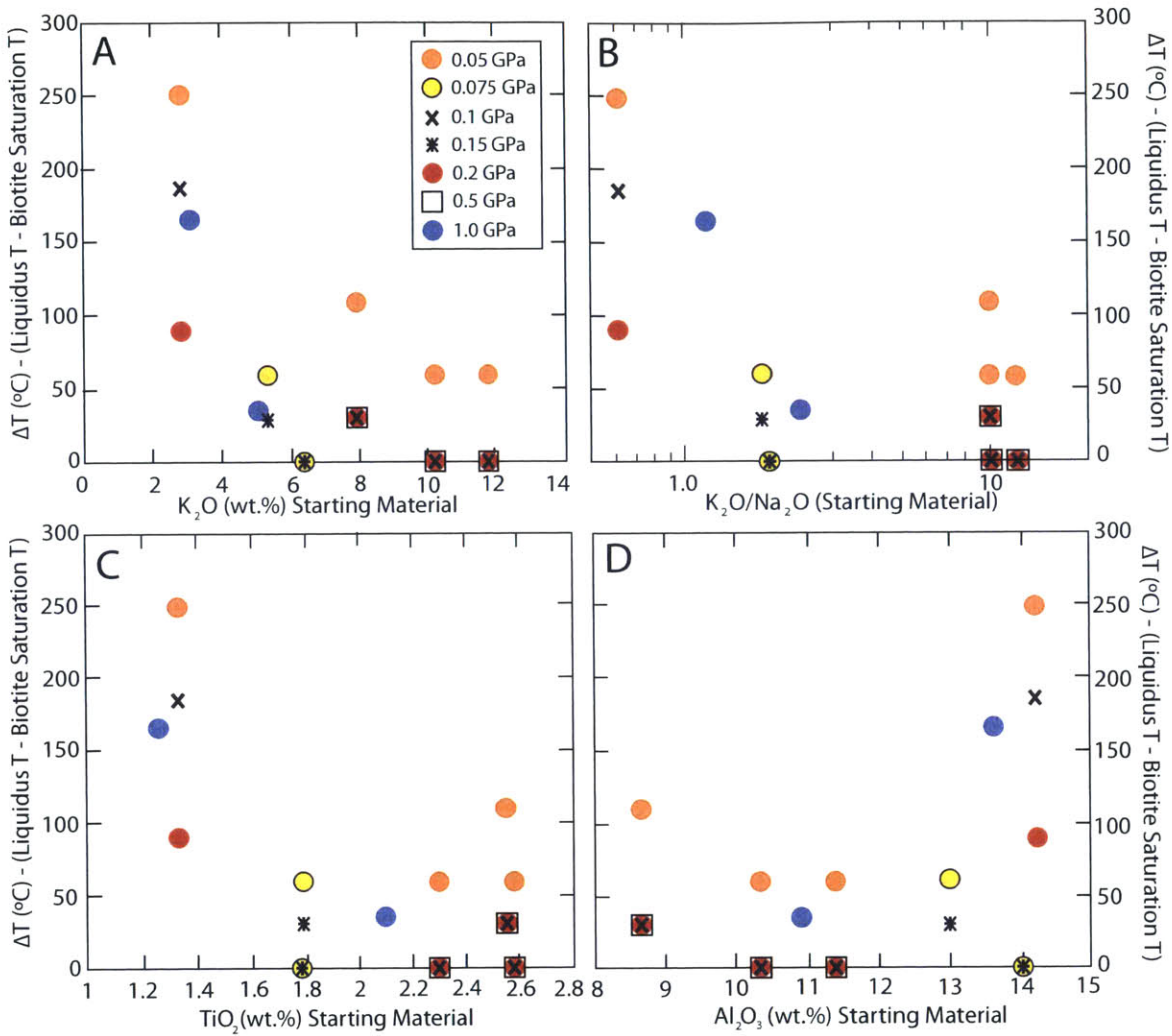 A
B
300
250
200
150
100
50
0
ΔT (ºC) - (Liquidus T - Biotite Saturation T)
0.05 GPa
0.075 GPa
0.1 GPa
0.15 GPa
0.2 GPa
0.5 GPa
1.0 GPa
0 2 4 6 8 10 12 14
K₂O (wt.%) Starting Material
300
250
200
150
100
50
0
ΔT (ºC) - (Liquidus T - Biotite Saturation T)
1.0 10
K₂O/Na₂O (Starting Material)
C
D
300
250
200
150
100
50
0
ΔT (ºC) - (Liquidus T - Biotite Saturation T)
1 1.2 1.4 1.6 1.8 2 2.2 2.4 2.6 2.8
TiO₂(wt.%) Starting Material
300
250
200
150
100
50
0
ΔT (ºC) - (Liquidus T - Biotite Saturation T)
8 9 10 11 12 13 14 15
Al₂O₃ (wt.%) Starting Material